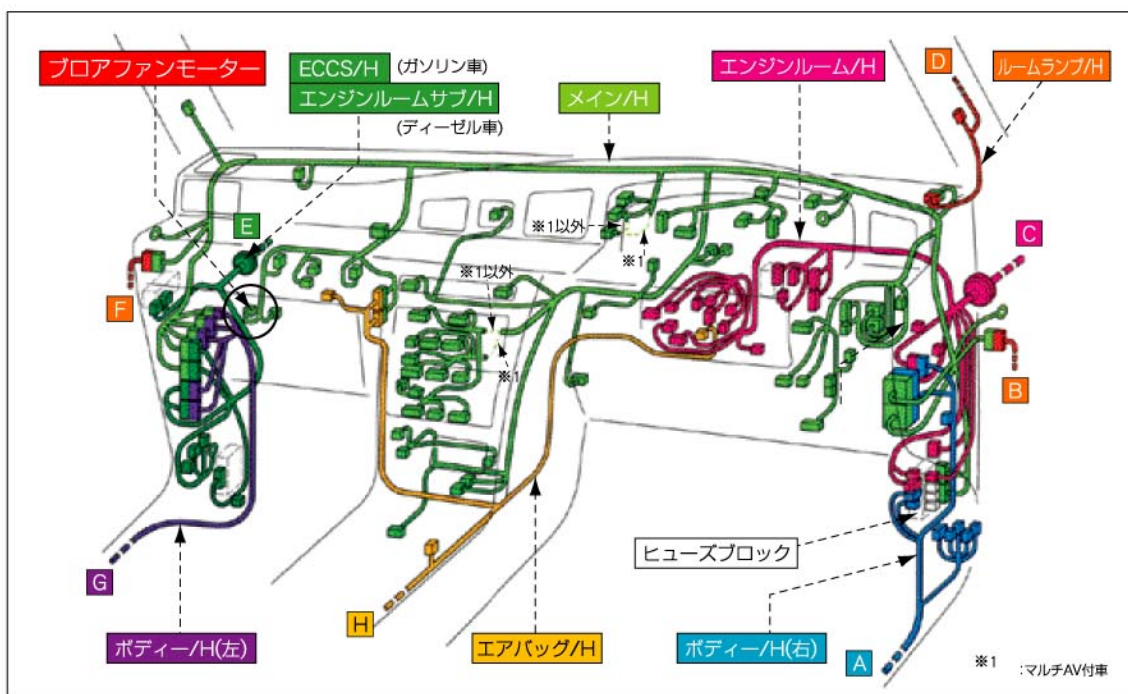 ブロアファンモーター
ECCS/H (ガソリン車)
エンジンルームサブ/H
(ディーゼル車)
メイン/H
エンジンルーム/H
D
ルームランプ/H
E
※1以外
※1
C
※1以外
※1
F
B
ヒューズブロック
G
H
ボディー/H(左)
エアバッグ/H
ボディー/H(右)
A
※1 :マルチAV付車